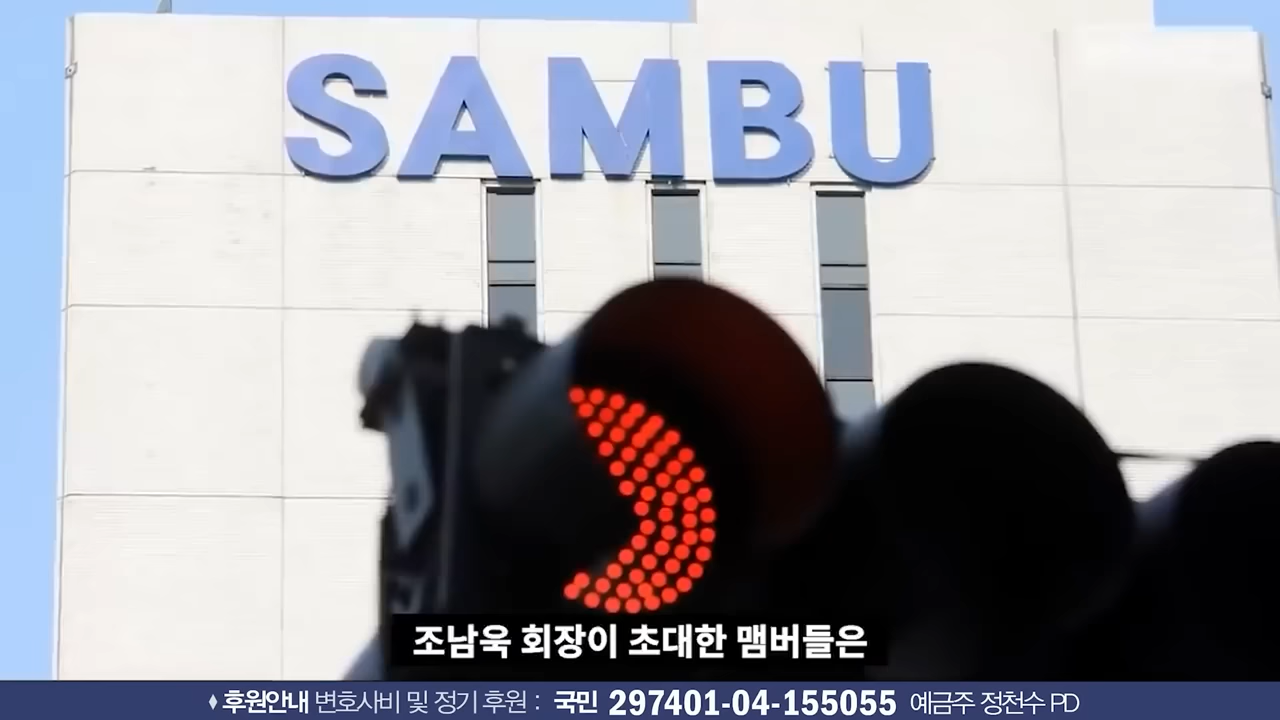 SAMBU
조남욱 회장이 초대한 맴버들은
♦ 후원안내 변호사비 및 정기 후원 : 국민 297401-04-155055 예금주 정천수 PD